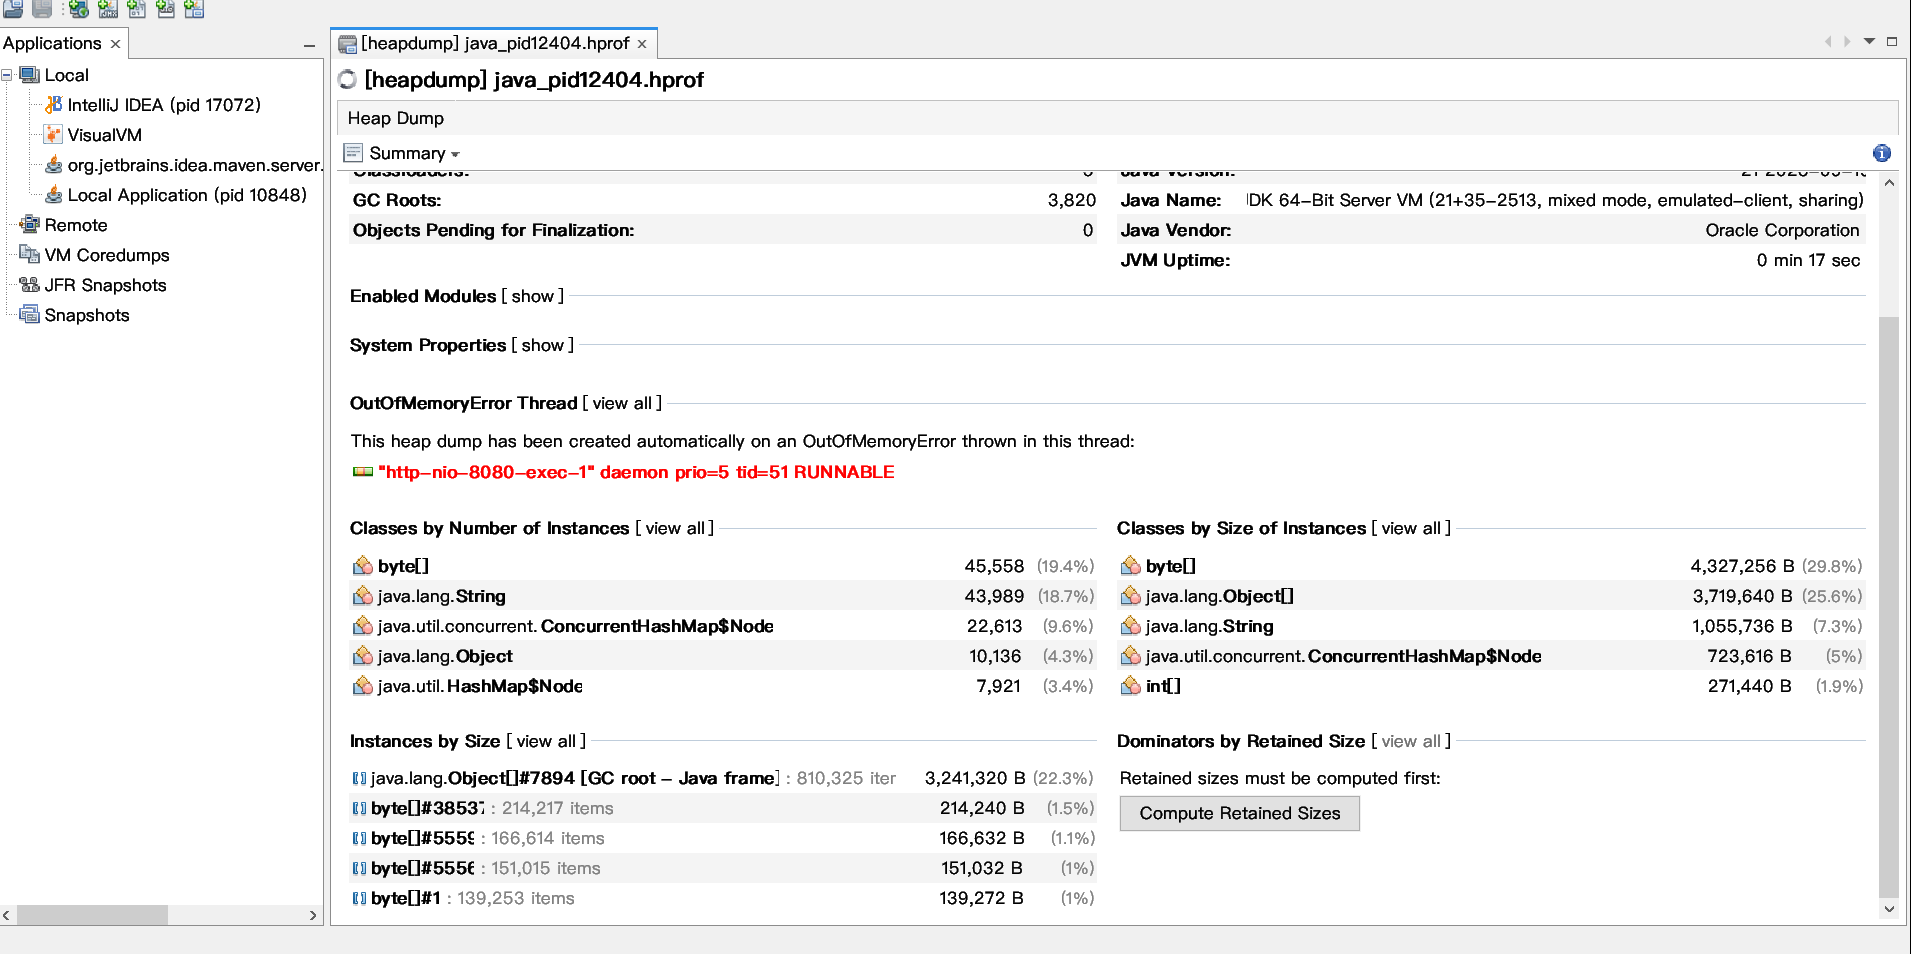 Applications
Local
IntelliJ IDEA (pid 17072)
VisualVM
org.jetbrains.idea.maven.server.
Local Application (pid 10848)
Remote
VM Coredumps
JFR Snapshots
Snapshots
[heapdump] java_pid12404.hprof
[heapdump] java_pid12404.hprof
Heap Dump
Summary
Classloaders:
Java Version:
GC Roots: 3,820
Java Name: JDK 64-Bit Server VM (21+35-2513, mixed mode, emulated-client, sharing)
Objects Pending for Finalization: 0
Java Vendor: Oracle Corporation
JVM Uptime: 0 min 17 sec
Enabled Modules [ show ]
System Properties [ show ]
OutOfMemoryError Thread [ view all ]
This heap dump has been created automatically on an OutOfMemoryError thrown in this thread:
"http-nio-8080-exec-1" daemon prio=5 tid=51 RUNNABLE
Classes by Number of Instances [ view all ]
byte[] 45,558 (19.4%)
java.lang.String 43,989 (18.7%)
java.util.concurrent.ConcurrentHashMap$Node 22,613 (9.6%)
java.lang.Object 10,136 (4.3%)
java.util.HashMap$Node 7,921 (3.4%)
Classes by Size of Instances [ view all ]
byte[] 4,327,256 B (29.8%)
java.lang.Object[] 3,719,640 B (25.6%)
java.lang.String 1,055,736 B (7.3%)
java.util.concurrent.ConcurrentHashMap$Node 723,616 B (5%)
int[] 271,440 B (1.9%)
Instances by Size [ view all ]
java.lang.Object[]#7894 [GC root - Java frame] : 810,325 iter 3,241,320 B (22.3%)
byte[]#38537 : 214,217 items 214,240 B (1.5%)
byte[]#5559 : 166,614 items 166,632 B (1.1%)
byte[]#5556 : 151,015 items 151,032 B (1%)
byte[]#1 : 139,253 items 139,272 B (1%)
Dominators by Retained Size [ view all ]
Retained sizes must be computed first:
Compute Retained Sizes